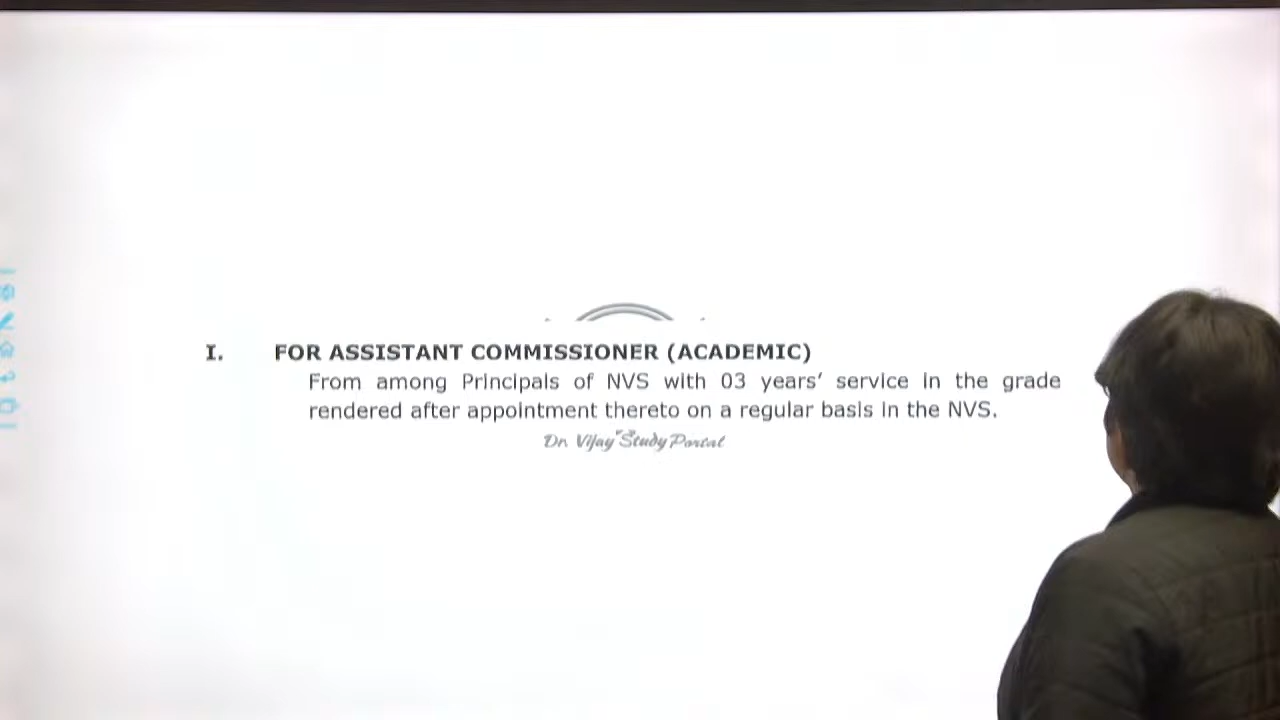 I. FOR ASSISTANT COMMISSIONER (ACADEMIC)
From among Principals of NVS with 03 years' service in the grade
rendered after appointment thereto on a regular basis in the NVS.
Dr. Vijay Study Portal